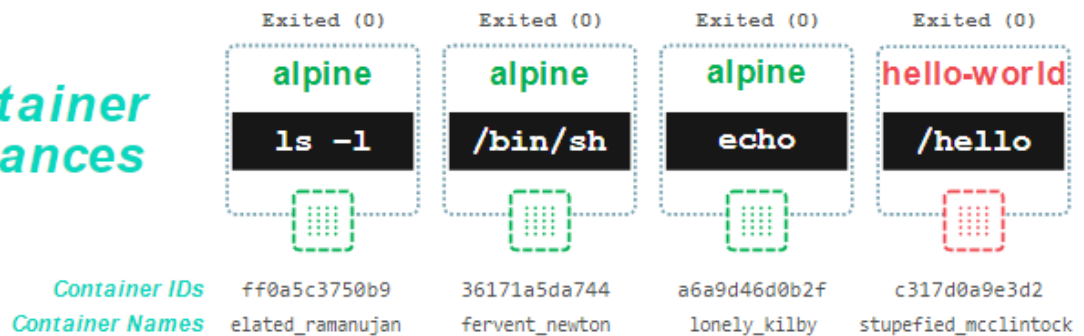 Exited (0) Exited (0) Exited (0) Exited (0)
alpine alpine alpine hello-world
tainer
ances
ls -l /bin/sh echo /hello
Container IDs ff0a5c3750b9 36171a5da744 a6a9d46d0b2f c317d0a9e3d2
Container Names elated_ramanujan fervent_newton lonely_kilby stupefied_mcclintock